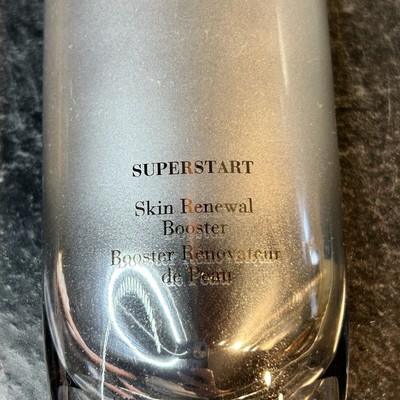 SUPERSTART
Skin Renewal
Booster
Booster Rénovateur
de Peau